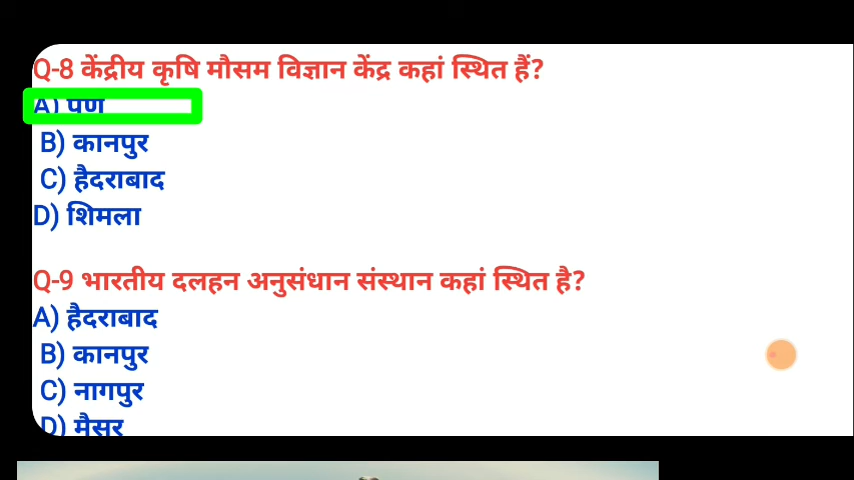 Q-8 केंद्रीय कृषि मौसम विज्ञान केंद्र कहां स्थित हैं?
A) पुणे
B) कानपुर
C) हैदराबाद
D) शिमला
Q-9 भारतीय दलहन अनुसंधान संस्थान कहां स्थित है?
A) हैदराबाद
B) कानपुर
C) नागपुर
D) मैसूर